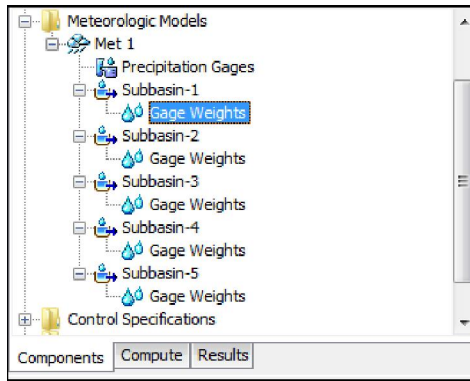 Meteorologic Models
Met 1
Precipitation Gages
Subbasin-1
Gage Weights
Subbasin-2
Gage Weights
Subbasin-3
Gage Weights
Subbasin-4
Gage Weights
Subbasin-5
Gage Weights
Control Specifications
Components Compute Results